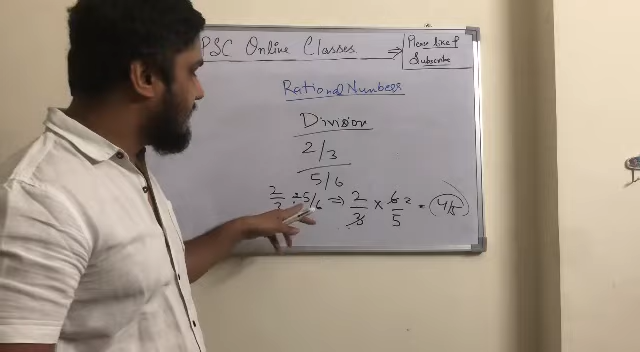 PSC Online Classes ⇒ Please like &
Subscribe
Rational Numbers
Division
2/3
5/6
2/3 ÷ 5/6 ⇒ 2/3 × 6/5 2 = 4/5